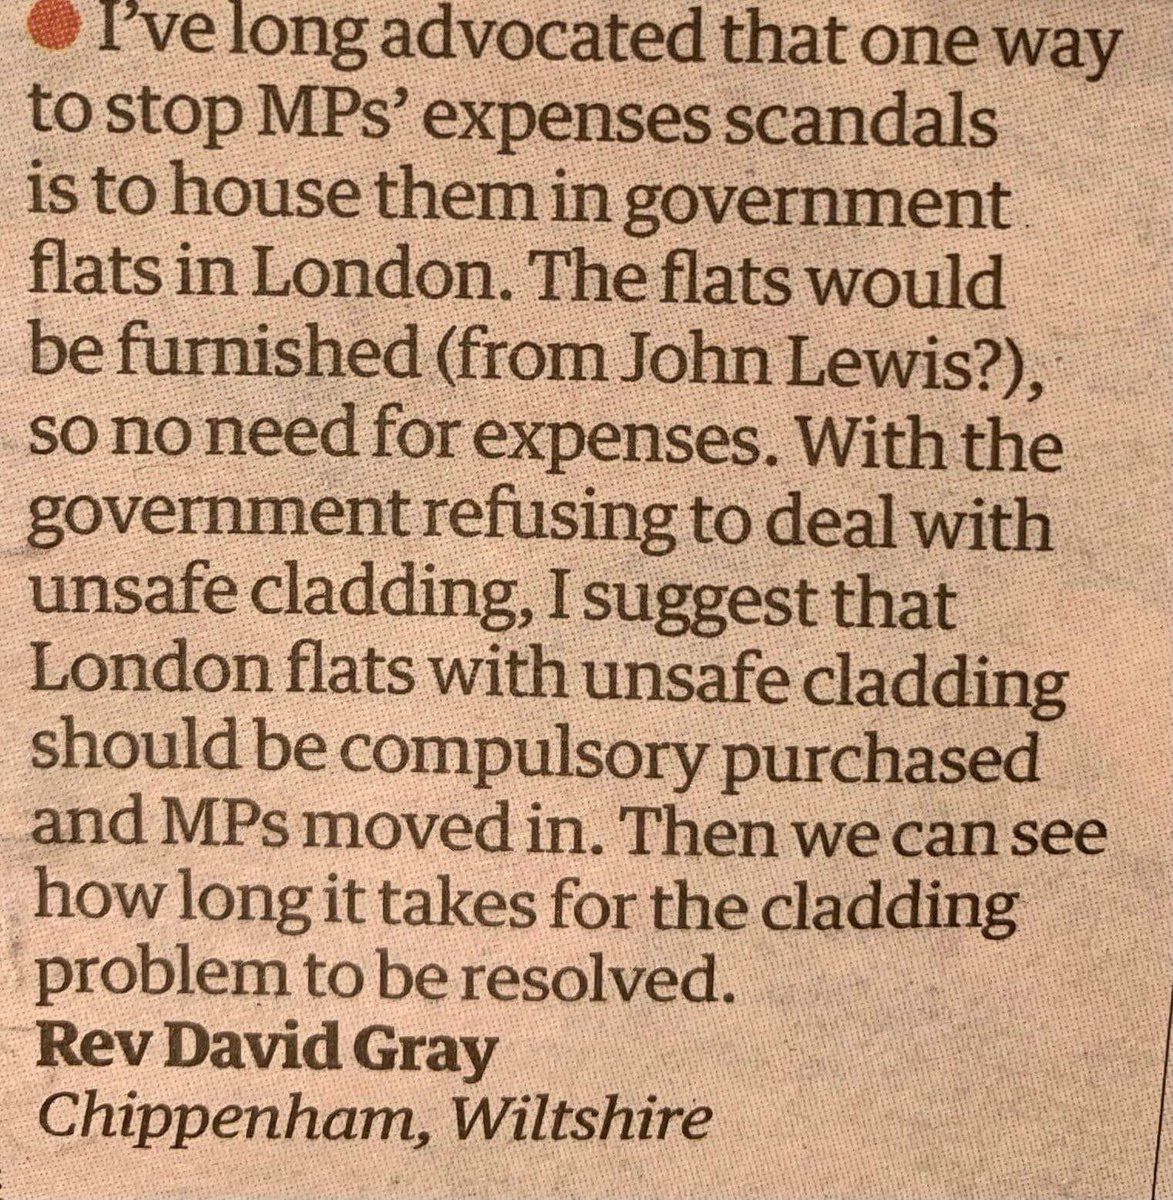 I’ve long advocated that one way
to stop MPs’ expenses scandals
is to house them in government
flats in London. The flats would
be furnished (from John Lewis?),
so no need for expenses. With the
government refusing to deal with
unsafe cladding, I suggest that
London flats with unsafe cladding
should be compulsory purchased
and MPs moved in. Then we can see
how long it takes for the cladding
problem to be resolved.
Rev David Gray
Chippenham, Wiltshire